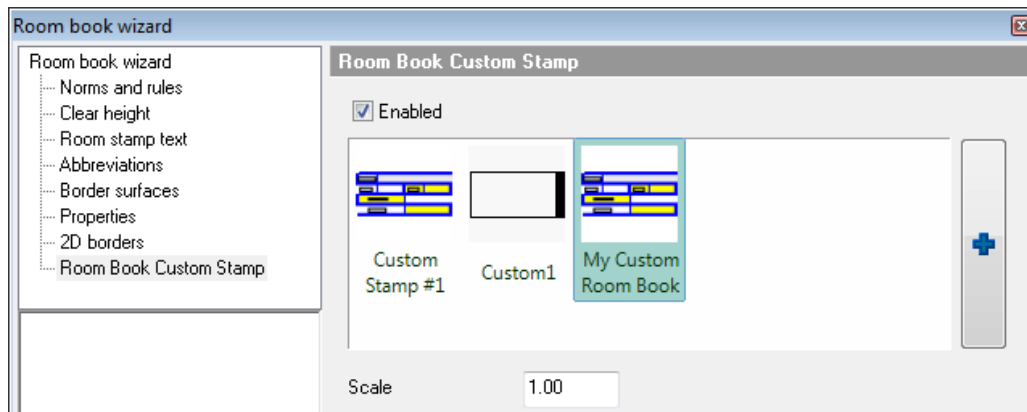 Room book wizard
Room book wizard
Norms and rules
Clear height
Room stamp text
Abbreviations
Border surfaces
Properties
2D borders
Room Book Custom Stamp
Room Book Custom Stamp
Enabled
Custom
Stamp #1
Custom1
My Custom
Room Book
Scale
1.00